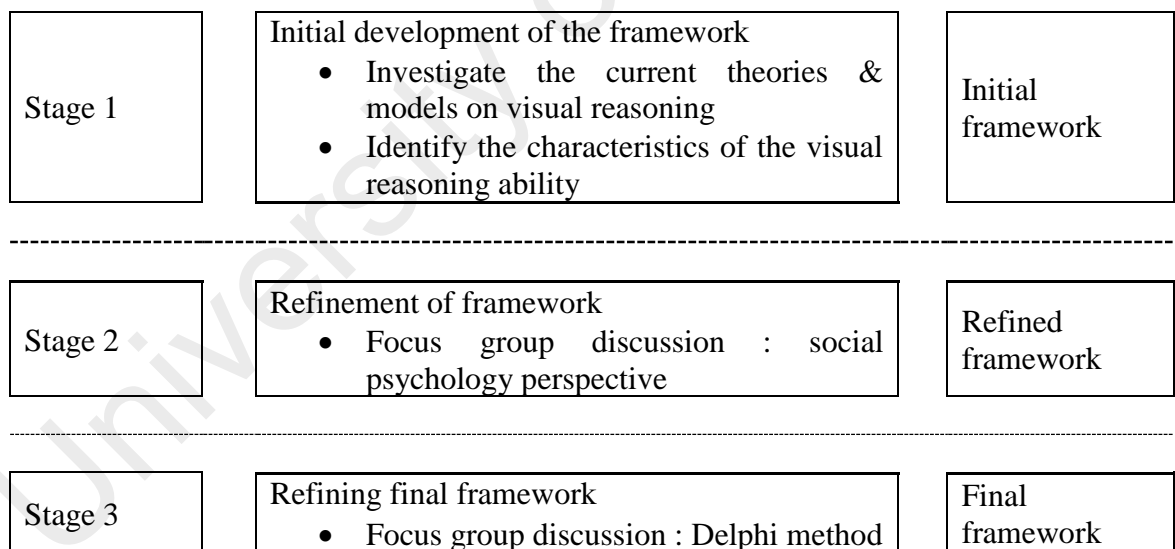 Initial development of the framework
• Investigate the current theories &
models on visual reasoning
• Identify the characteristics of the visual
reasoning ability
Stage 1
Initial
framework
Refinement of framework
• Focus group discussion : social
psychology perspective
Stage 2
Refined
framework
Refining final framework
• Focus group discussion : Delphi method
Stage 3
Final
framework
University